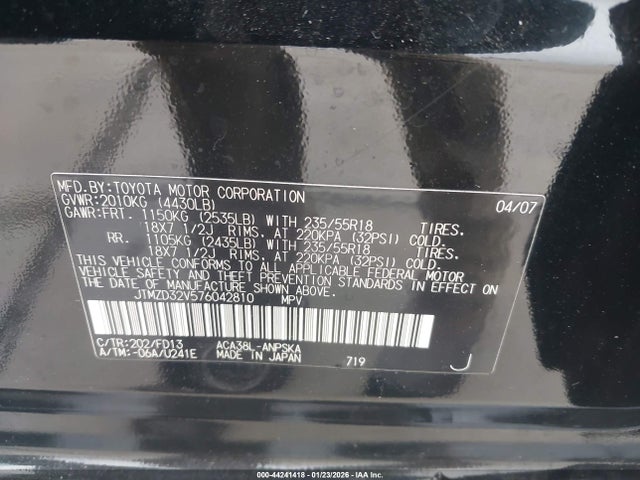 MFD.BY:TOYOTA MOTOR CORPORATION 04/07
GVWR:2010KG (4430LB)
GAWR:FRT. 1150KG (2535LB) WITH 235/55R18 TIRES.
18X7 1/2J RIMS. AT 220KPA (32PSI) COLD.
RR. 1105KG (2435LB) WITH 235/55R18 TIRES.
18X7 1/2J RIMS. AT 220KPA (32PSI) COLD.
THIS VEHICLE CONFORMS TO ALL APPLICABLE FEDERAL MOTOR
VEHICLE SAFETY AND THEFT PREVENTION STANDARDS IN EFFECT ON
THE DATE OF MANUFACTURE SHOWN ABOVE.
JTMZD32V576042810 MPV
C/TR:202/FD13 ACA38L-ANPSKA
A/TM:-06A/U241E MADE IN JAPAN 719 J
000-44241418 - 01/23/2026 - IAA Inc.